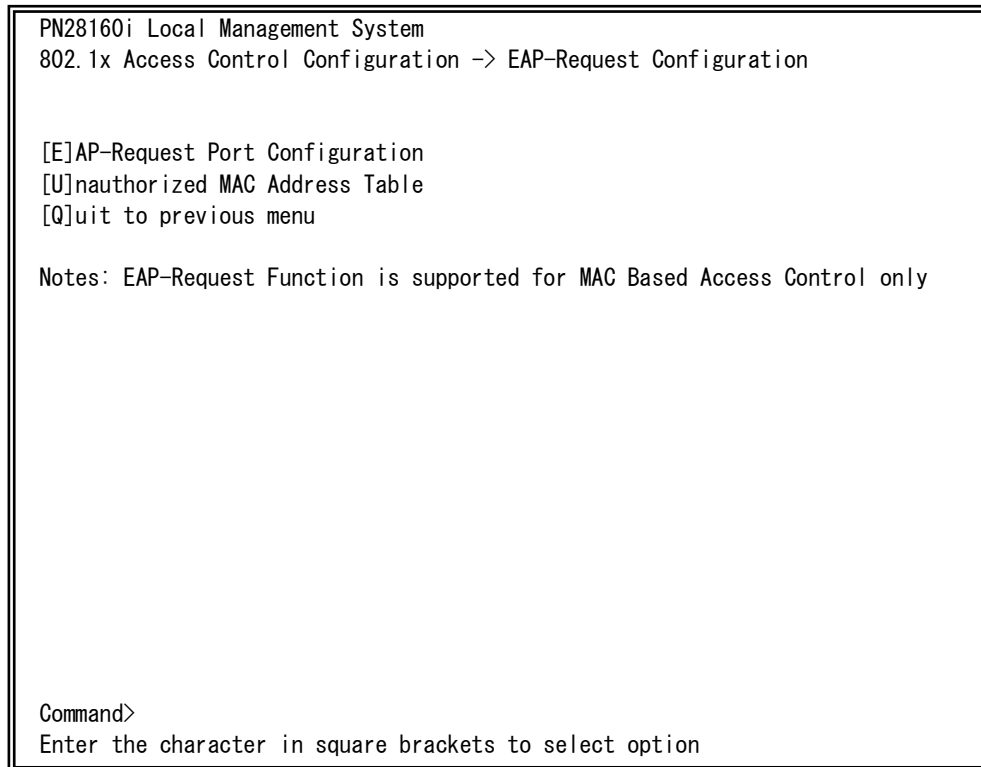 PN28160i Local Management System
802.1x Access Control Configuration -> EAP-Request Configuration
[E]AP-Request Port Configuration
[U]nauthorized MAC Address Table
[Q]uit to previous menu
Notes: EAP-Request Function is supported for MAC Based Access Control only
Command>
Enter the character in square brackets to select option